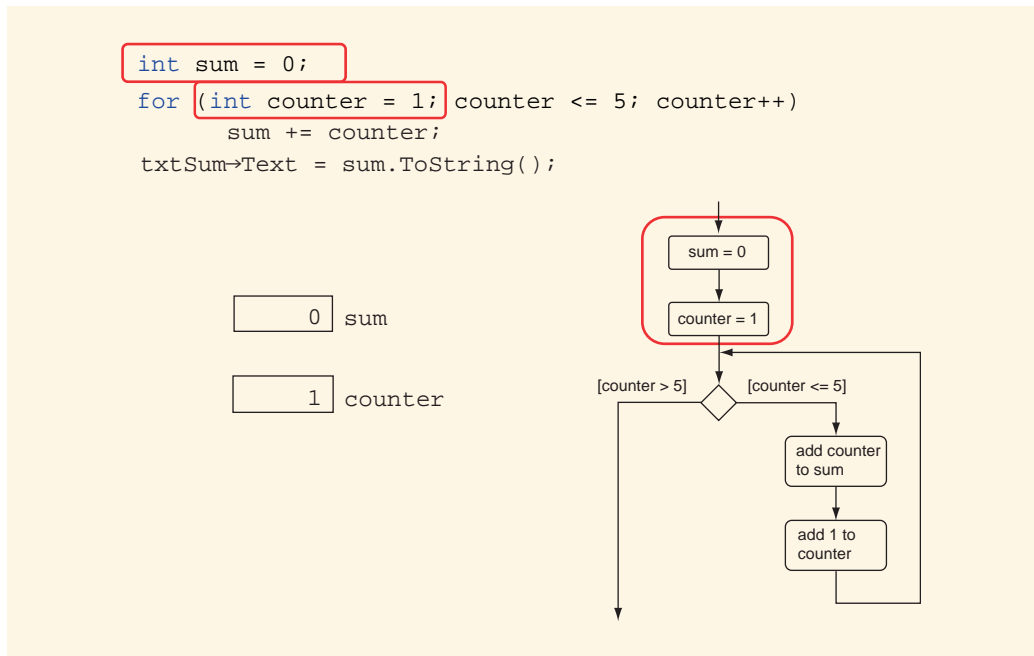 int sum = 0;
for (int counter = 1; counter <= 5; counter++)
sum += counter;
txtSum→Text = sum.ToString();
sum = 0
0 sum
counter = 1
[counter > 5] [counter <= 5]
1 counter
add counter
to sum
add 1 to
counter